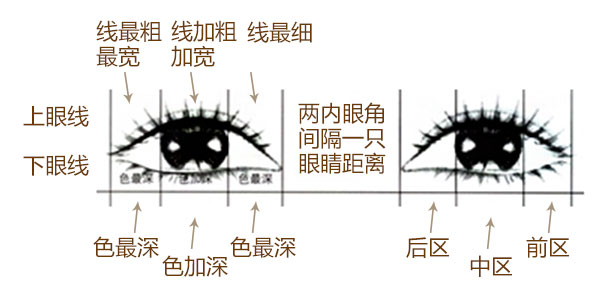 线最粗
最宽
线加粗
加宽
线最细
上眼线
下眼线
两内眼角
间隔一只
眼睛距离
色最深
色加深
色最深
色最深
色加深
色最深
后区
中区
前区